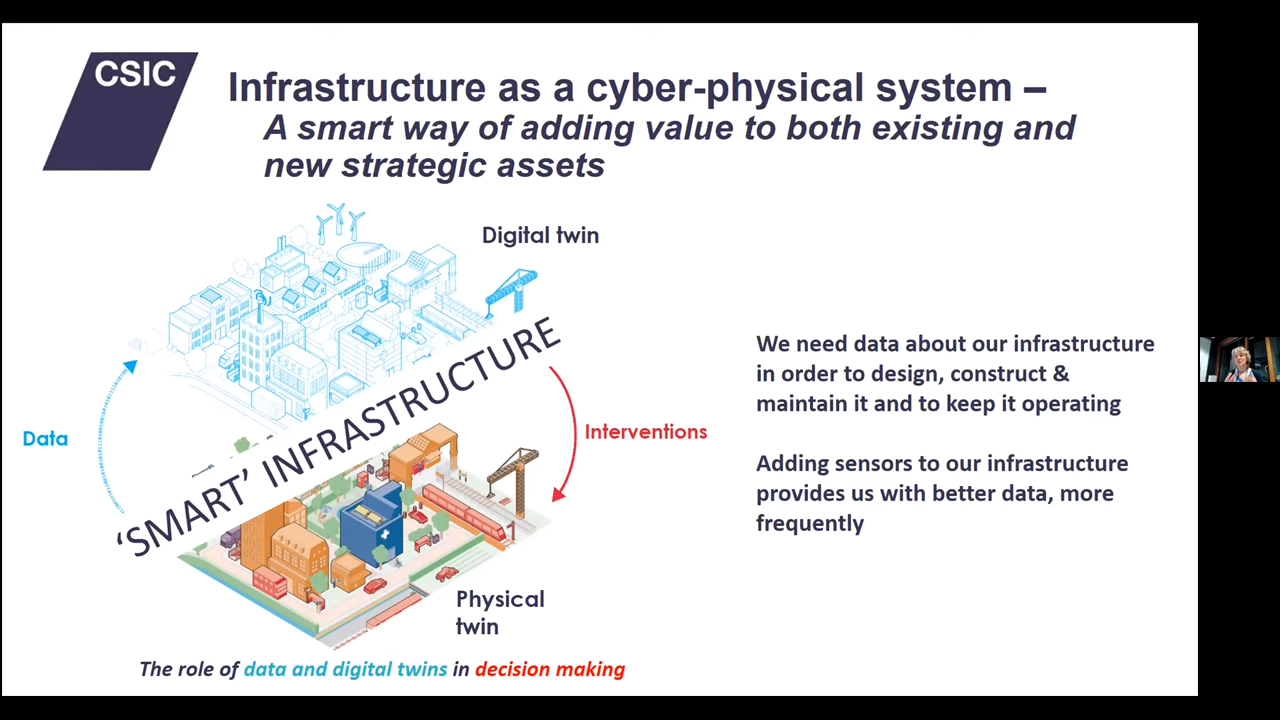 CSIC
Infrastructure as a cyber-physical system –
A smart way of adding value to both existing and
new strategic assets
Digital twin
‘SMART’ INFRASTRUCTURE
Data
Interventions
Physical
twin
The role of data and digital twins in decision making
We need data about our infrastructure
in order to design, construct &
maintain it and to keep it operating
Adding sensors to our infrastructure
provides us with better data, more
frequently